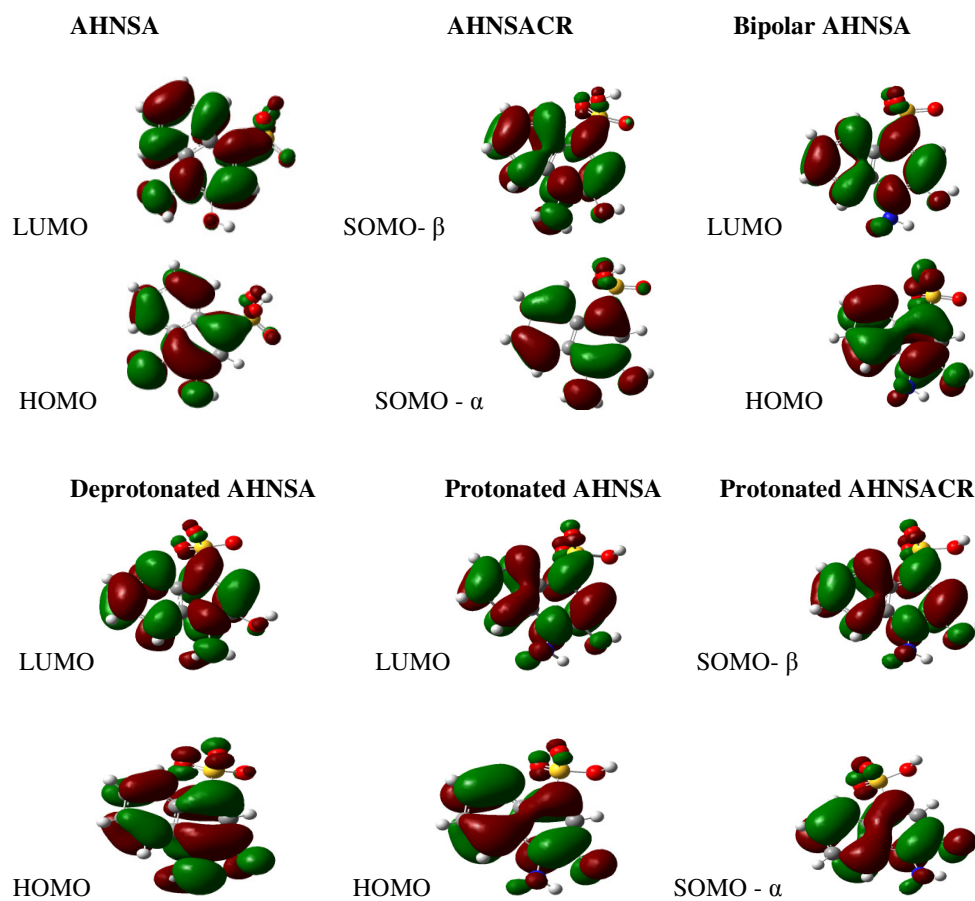 AHNSA AHNSACR Bipolar AHNSA
LUMO SOMO- β LUMO
HOMO SOMO - α HOMO
Deprotonated AHNSA Protonated AHNSA Protonated AHNSACR
LUMO LUMO SOMO- β
HOMO HOMO SOMO - α